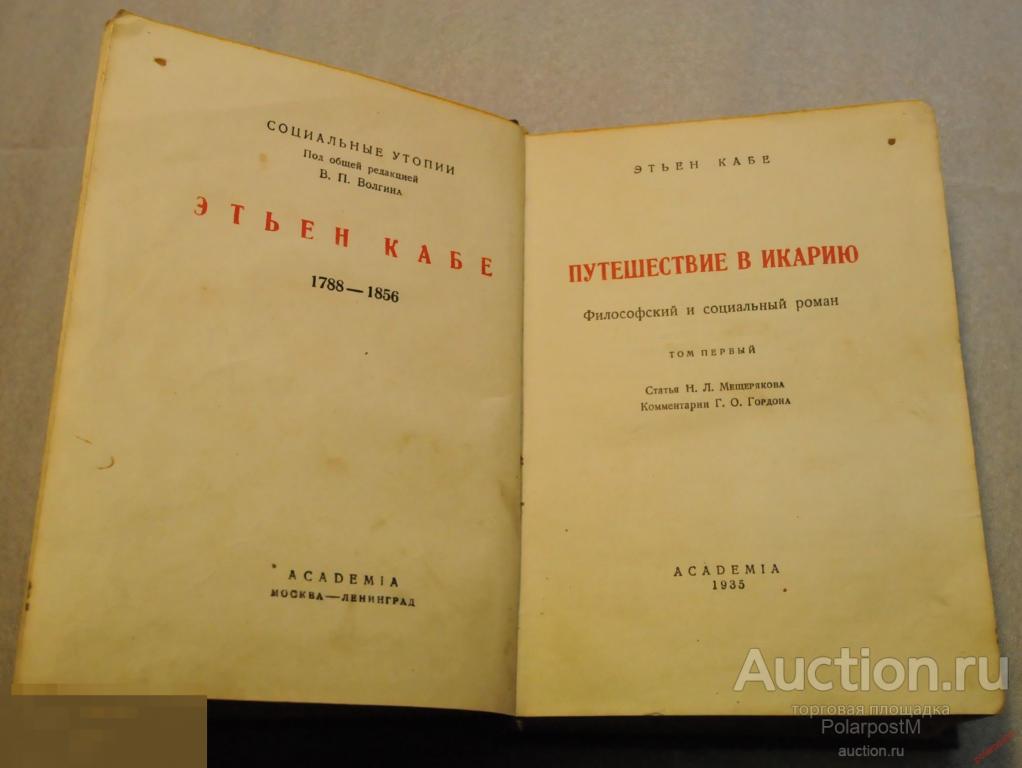 СОЦИАЛЬНЫЕ УТОПИИ
Под общей редакцией
В. П. Волгина
ЭТЬЕН КАБЕ
1788—1856
ACADEMIA
МОСКВА—ЛЕНИНГРАД
ЭТЬЕН КАБЕ
ПУТЕШЕСТВИЕ В ИКАРИЮ
Философский и социальный роман
ТОМ ПЕРВЫЙ
Статья Н. Л. Мещерякова
Комментарии Г. О. Гордона
ACADEMIA
1935
Auction.ru
торговая площадка
PolarpostM
auction.ru